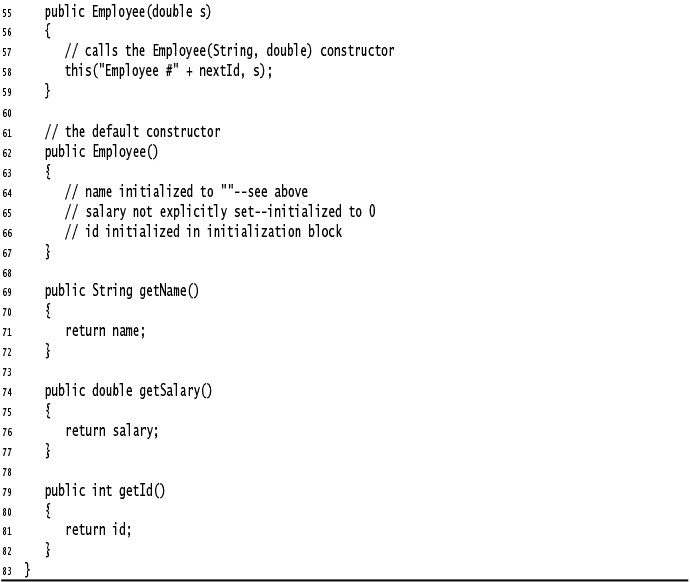 55 public Employee(double s)
56 {
57 // calls the Employee(String, double) constructor
58 this("Employee #" + nextId, s);
59 }
60
61 // the default constructor
62 public Employee()
63 {
64 // name initialized to ""--see above
65 // salary not explicitly set--initialized to 0
66 // id initialized in initialization block
67 }
68
69 public String getName()
70 {
71 return name;
72 }
73
74 public double getSalary()
75 {
76 return salary;
77 }
78
79 public int getId()
80 {
81 return id;
82 }
83 }